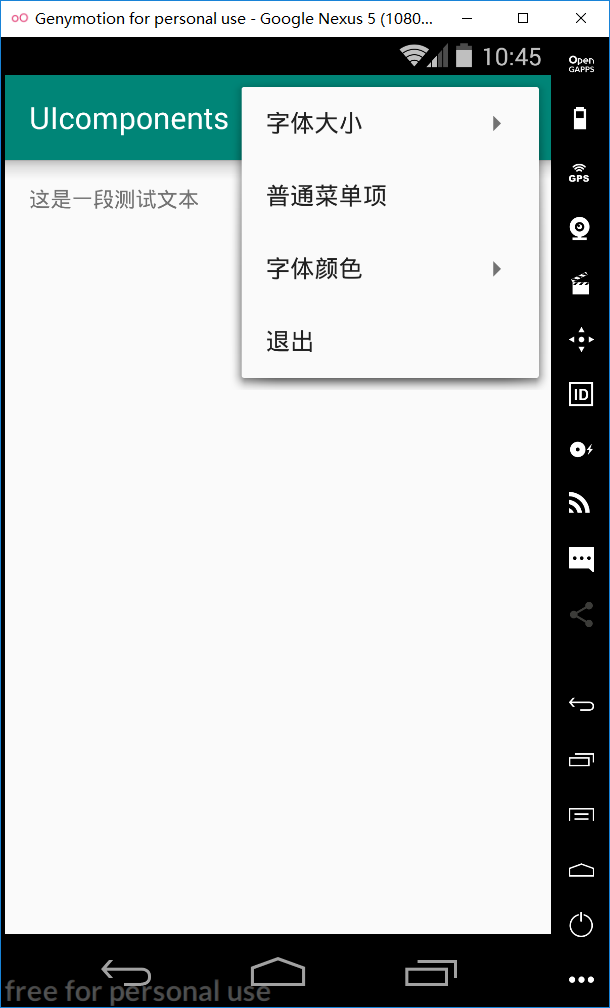 Genymotion for personal use - Google Nexus 5 (1080...
10:45
Open
GAPPS
UIcomponents
字体大小
普通菜单项
字体颜色
退出
这是一段测试文本
GPS
ID
free for personal use